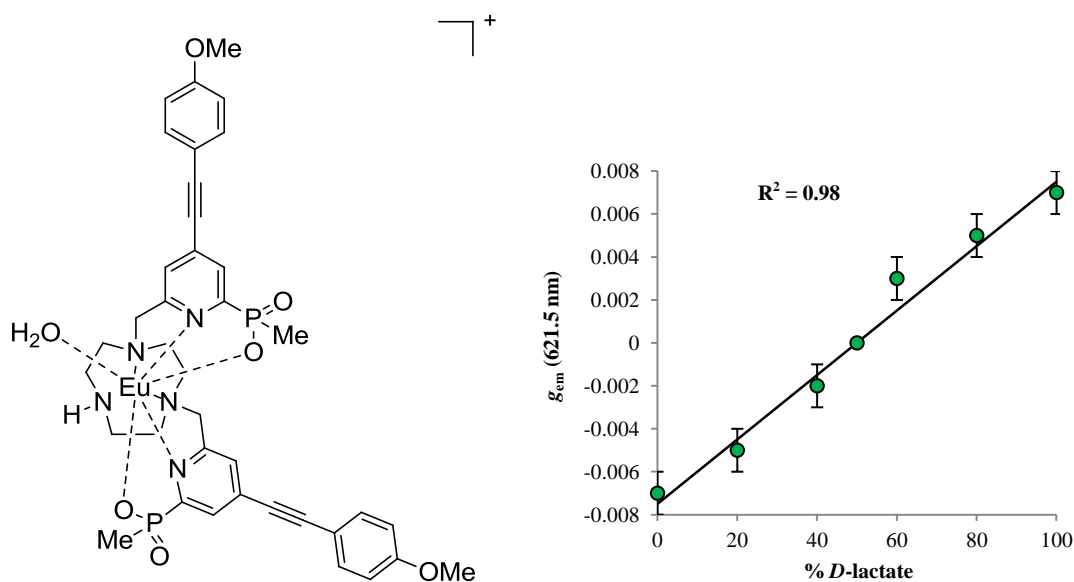 +
OMe
N
P
O
Me
O
H₂O
N
Eu
H
N
N
N
O
P
Me
O
OMe
R² = 0.98
g_em (621.5 nm)
0.008
0.006
0.004
0.002
0
-0.002
-0.004
-0.006
-0.008
0 20 40 60 80 100
% D-lactate